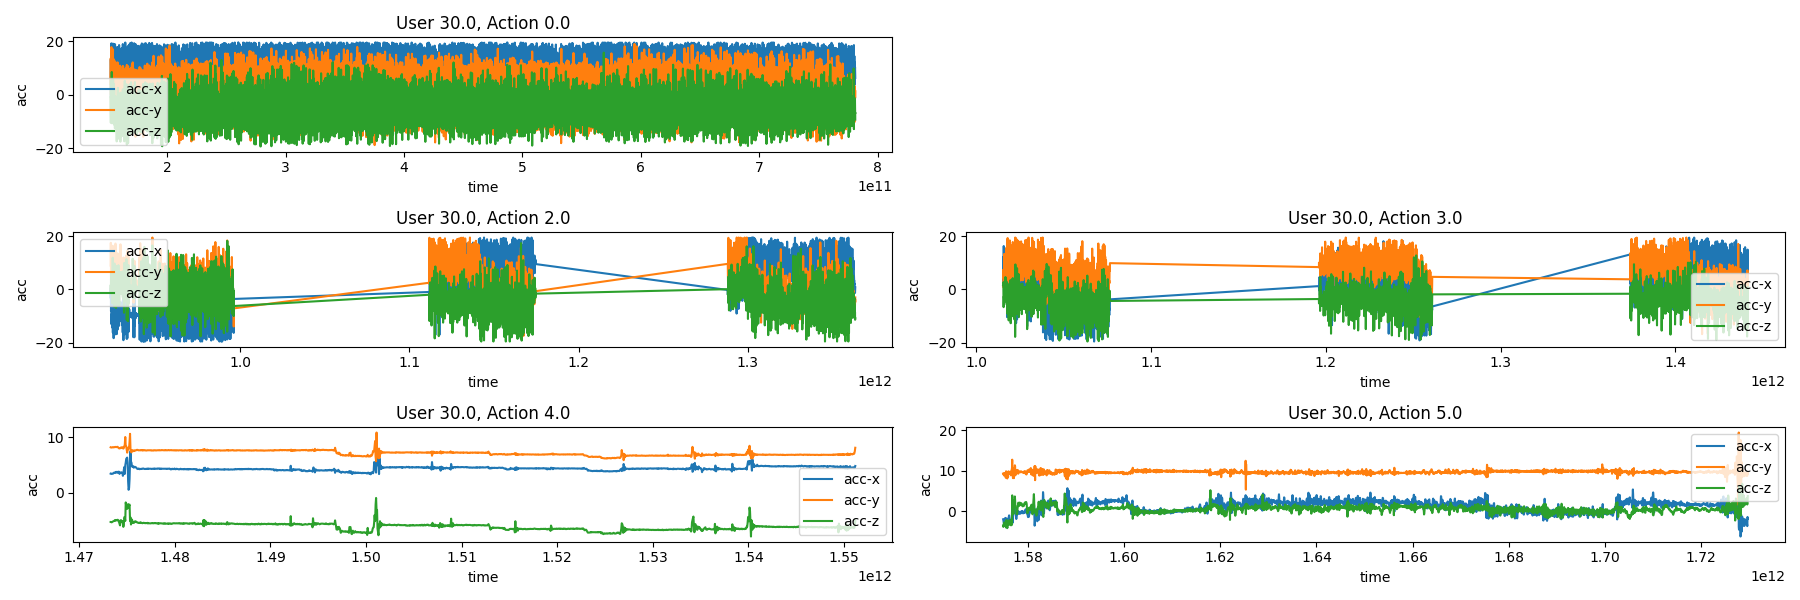 User 30.0, Action 0.0
20
0
−20
acc
acc-x
acc-y
acc-z
2 3 4 5 6 7 8
1e11
time
User 30.0, Action 2.0
20
0
−20
acc
acc-x
acc-y
acc-z
1.0 1.1 1.2 1.3
1e12
time
User 30.0, Action 3.0
20
0
−20
acc
acc-x
acc-y
acc-z
1.0 1.1 1.2 1.3 1.4
1e12
time
User 30.0, Action 4.0
10
0
acc
acc-x
acc-y
acc-z
1.47 1.48 1.49 1.50 1.51 1.52 1.53 1.54 1.55
1e12
time
User 30.0, Action 5.0
20
10
0
acc
acc-x
acc-y
acc-z
1.58 1.60 1.62 1.64 1.66 1.68 1.70 1.72
1e12
time